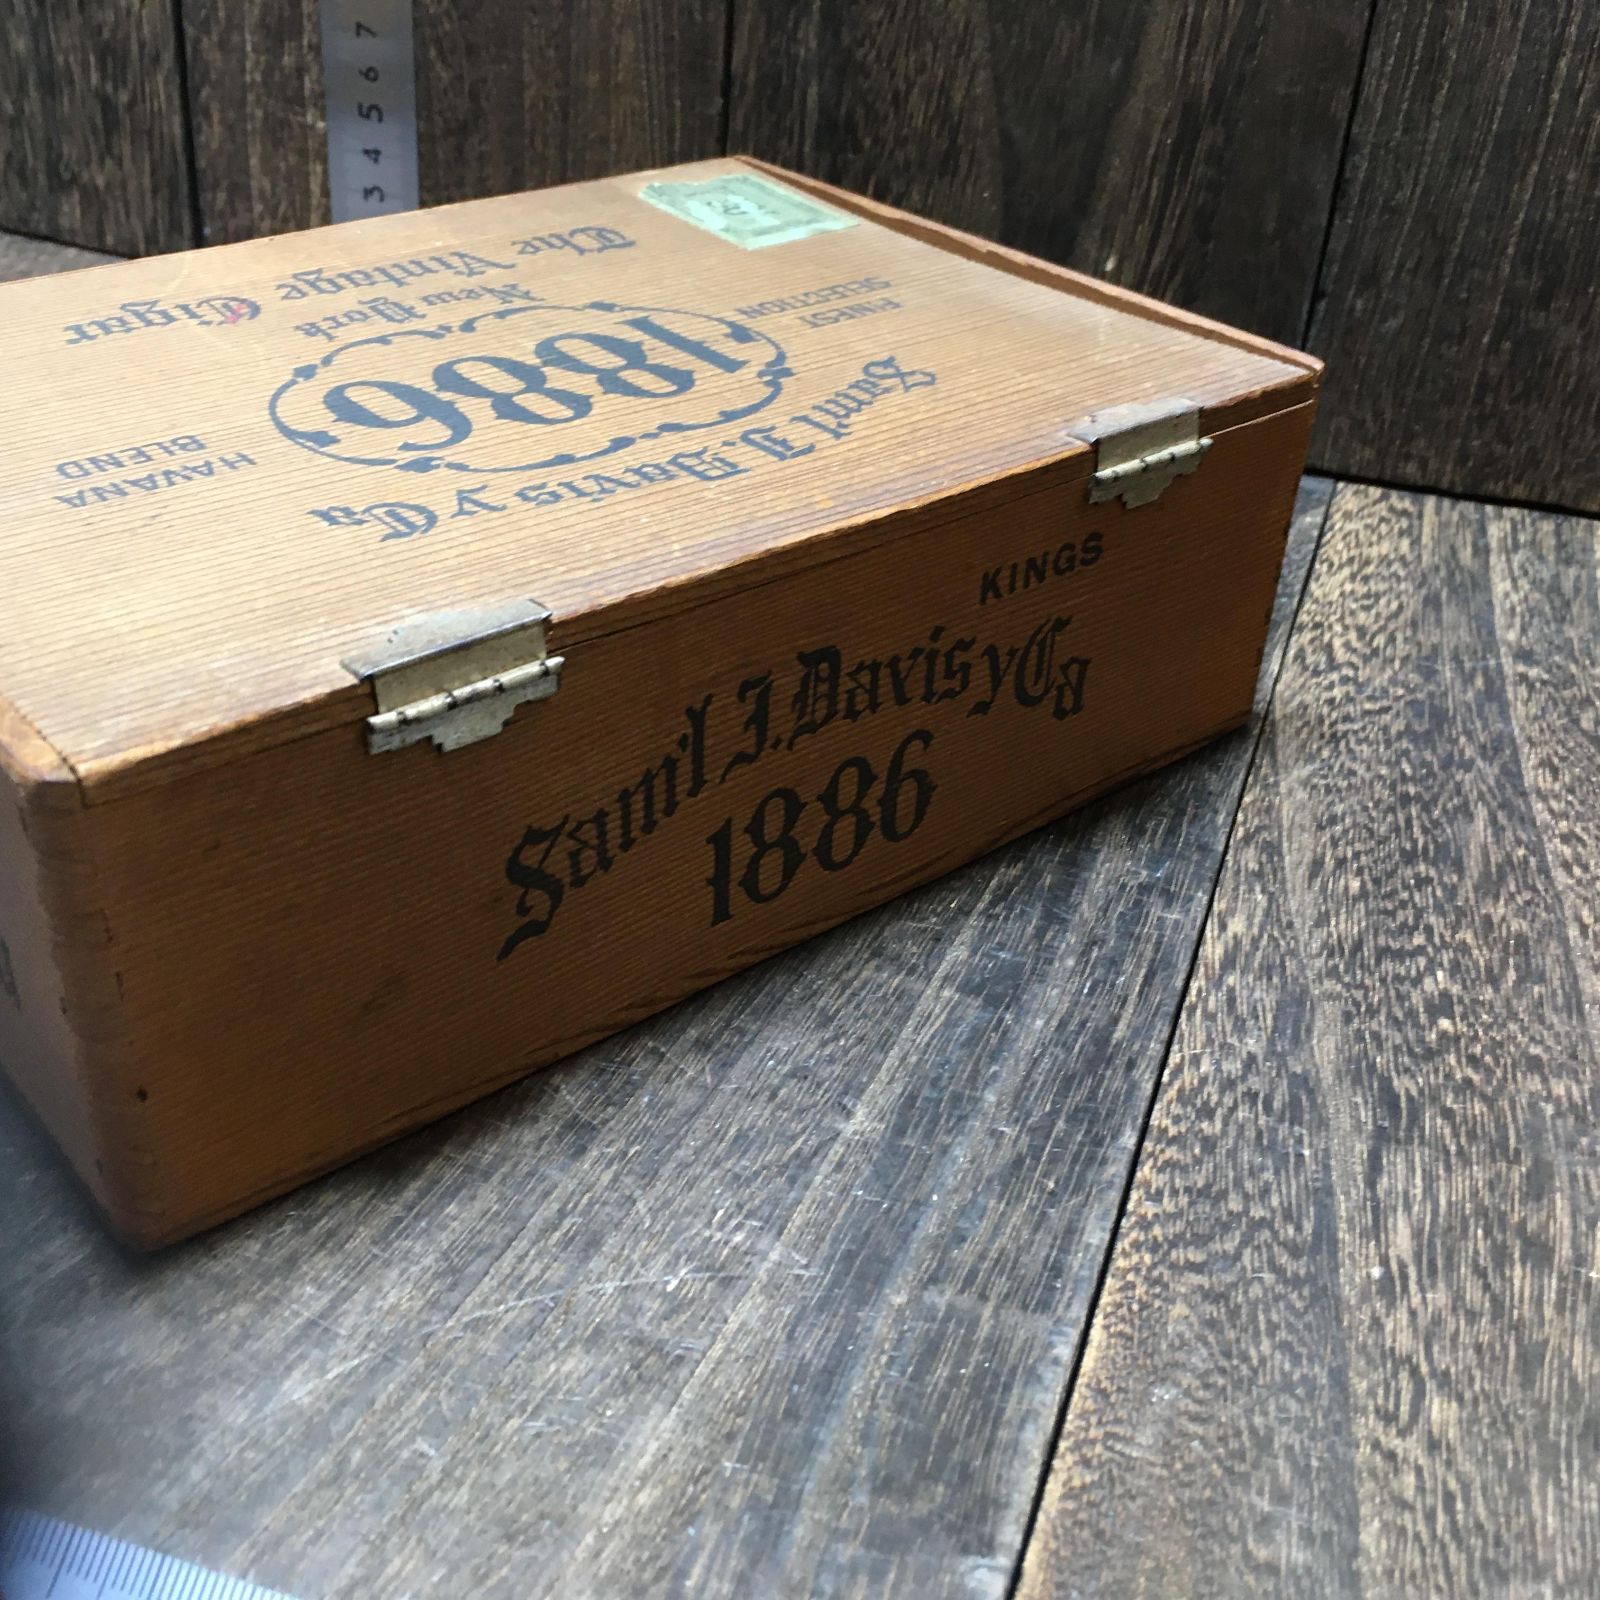 Sam'l I. Davis y Ca
FINEST
SELECTION
1886
HAVANA
BLEND
New York
The Vintage Cigar
KINGS
Sam'l I. Davis y Ca
1886
3 4 5 6 7